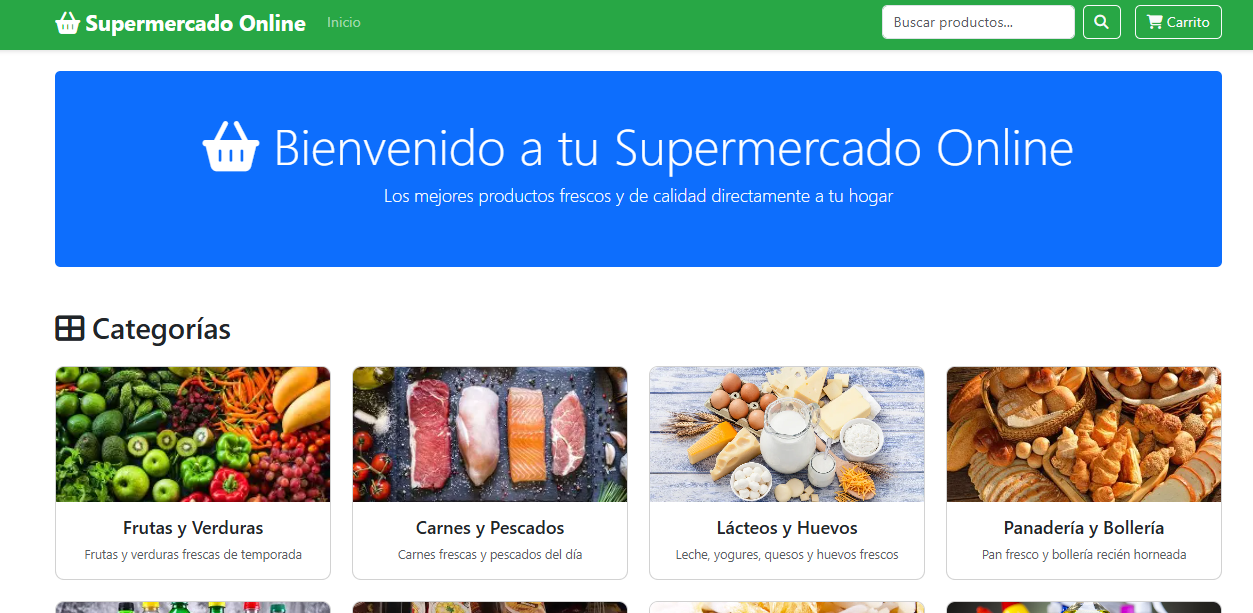 Supermercado Online
Inicio
Buscar productos...
Carrito
Bienvenido a tu Supermercado Online
Los mejores productos frescos y de calidad directamente a tu hogar
Categorías
Frutas y Verduras
Frutas y verduras frescas de temporada
Carnes y Pescados
Carnes frescas y pescados del día
Lácteos y Huevos
Leche, yogures, quesos y huevos frescos
Panadería y Bollería
Pan fresco y bollería recién horneada